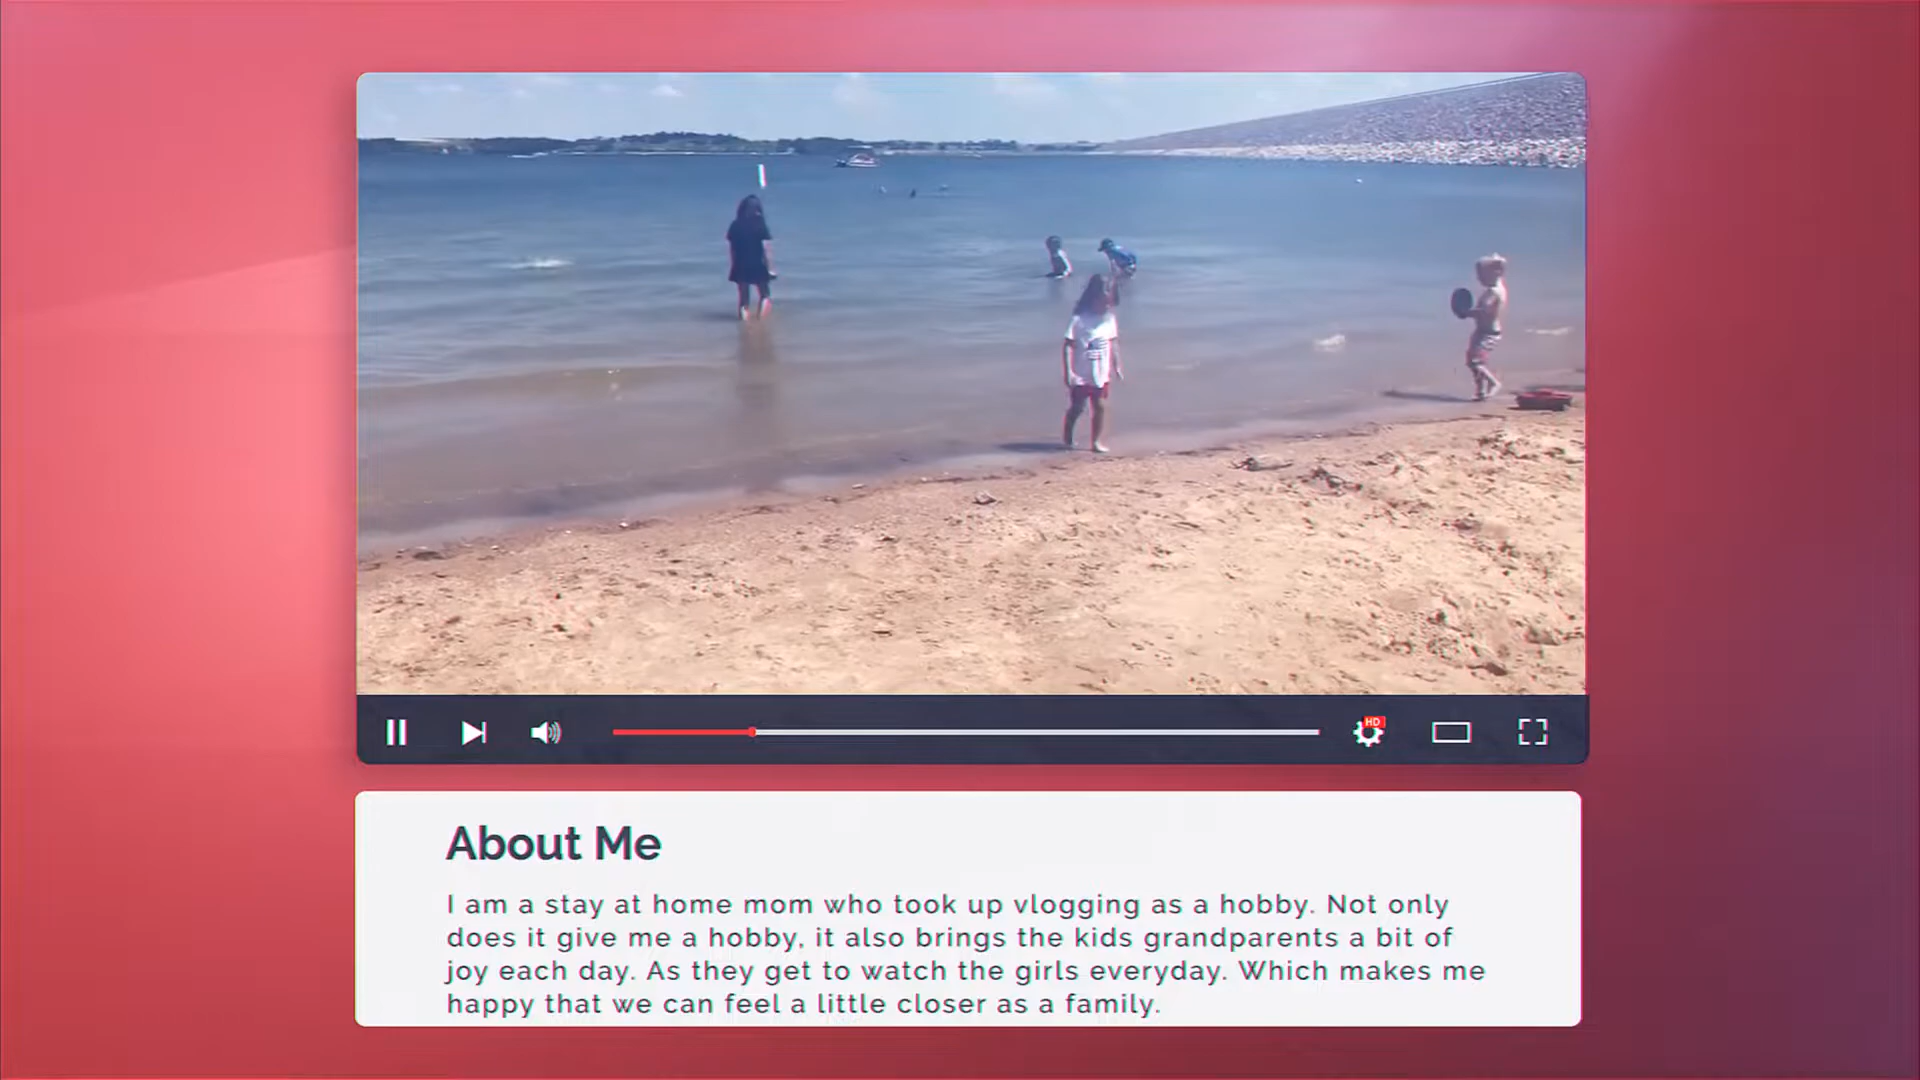 HD
About Me
I am a stay at home mom who took up vlogging as a hobby. Not only
does it give me a hobby, it also brings the kids grandparents a bit of
joy each day. As they get to watch the girls everyday. Which makes me
happy that we can feel a little closer as a family.